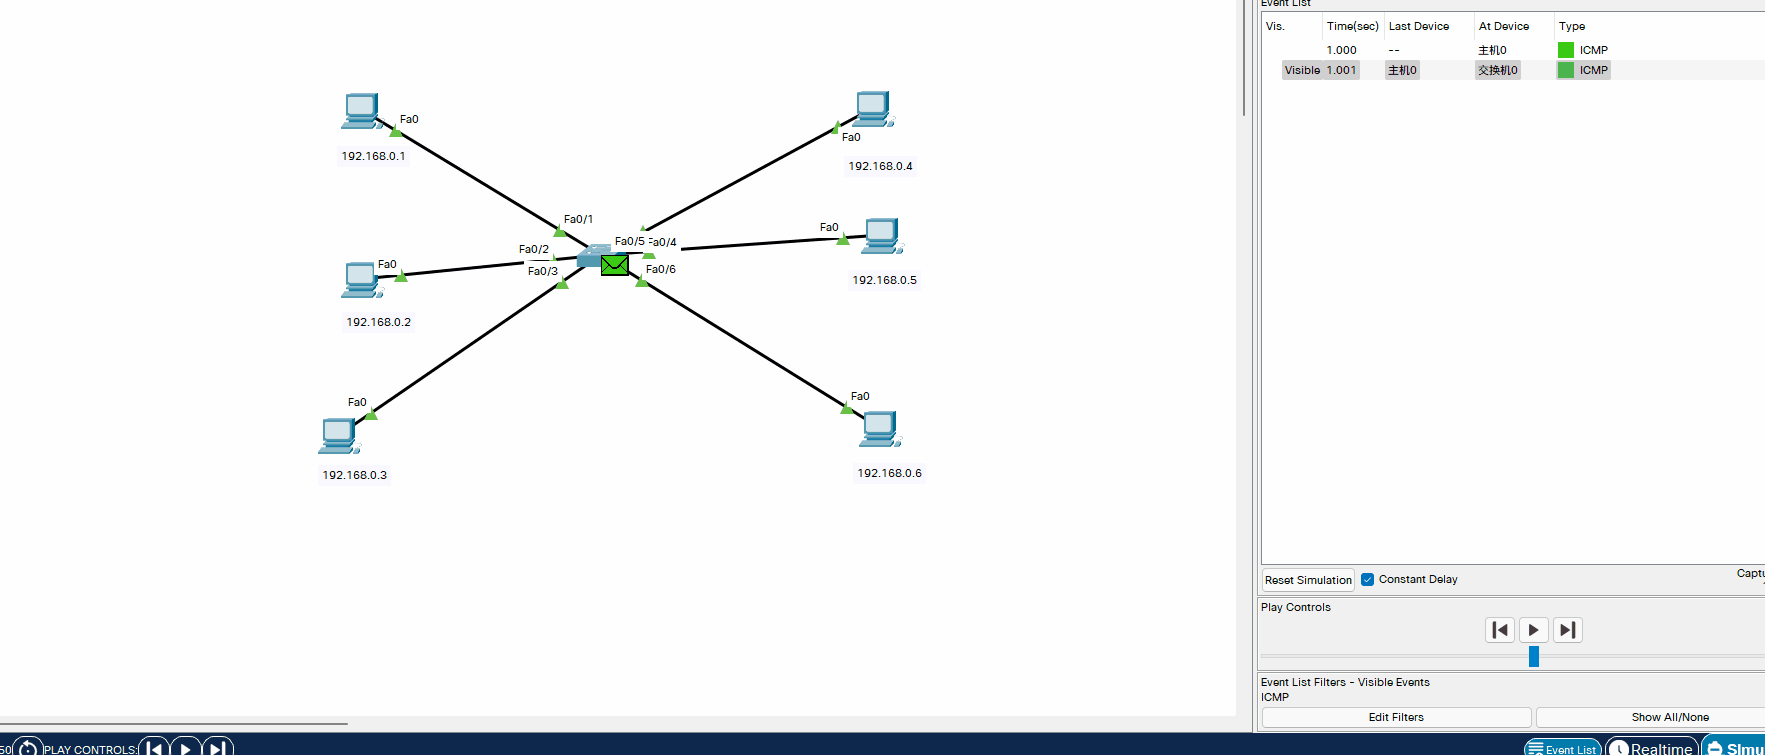 Event List
Vis. Time(sec) Last Device At Device Type
1.000 -- 主机0 ICMP
Visible 1.001 主机0 交换机0 ICMP
Fa0
192.168.0.1
Fa0
192.168.0.4
Fa0/1
Fa0
Fa0/2
Fa0/5
Fa0/4
Fa0
Fa0/3
Fa0/6
192.168.0.5
192.168.0.2
Fa0
Fa0
192.168.0.3
192.168.0.6
Reset Simulation Constant Delay
Play Controls
Event List Filters - Visible Events
ICMP
Edit Filters Show All/None
50 PLAY CONTROLS: Event List Realtime